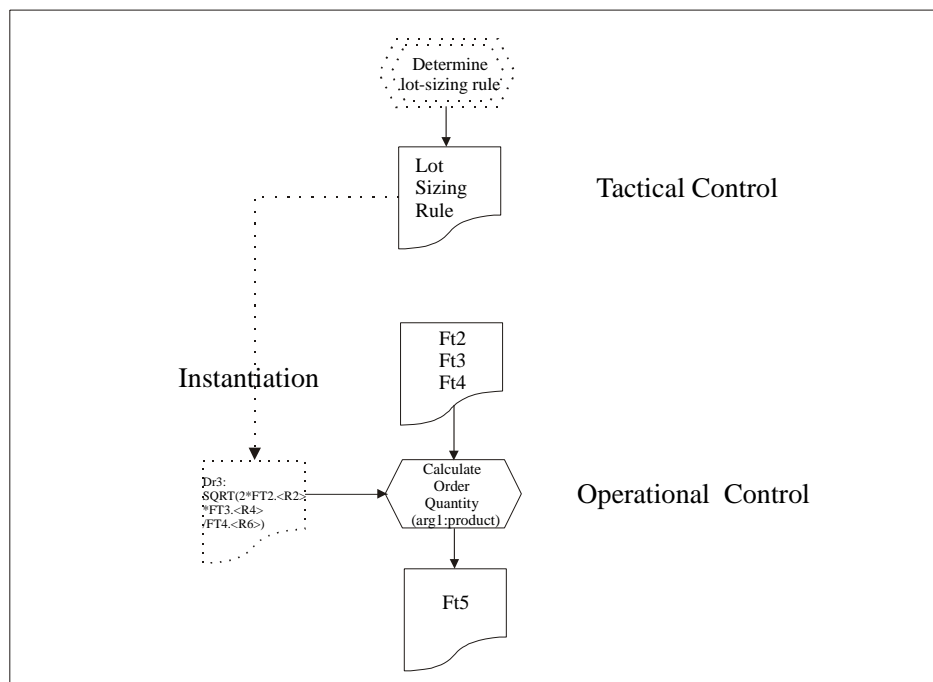 Determine
lot-sizing rule
Lot
Sizing
Rule
Tactical Control
Ft2
Ft3
Ft4
Instantiation
Dr3:
SQRT(2*FT2.<R2>
*FT3.<R4>
/FT4.<R6>)
Calculate
Order
Quantity
(arg1:product)
Operational Control
Ft5